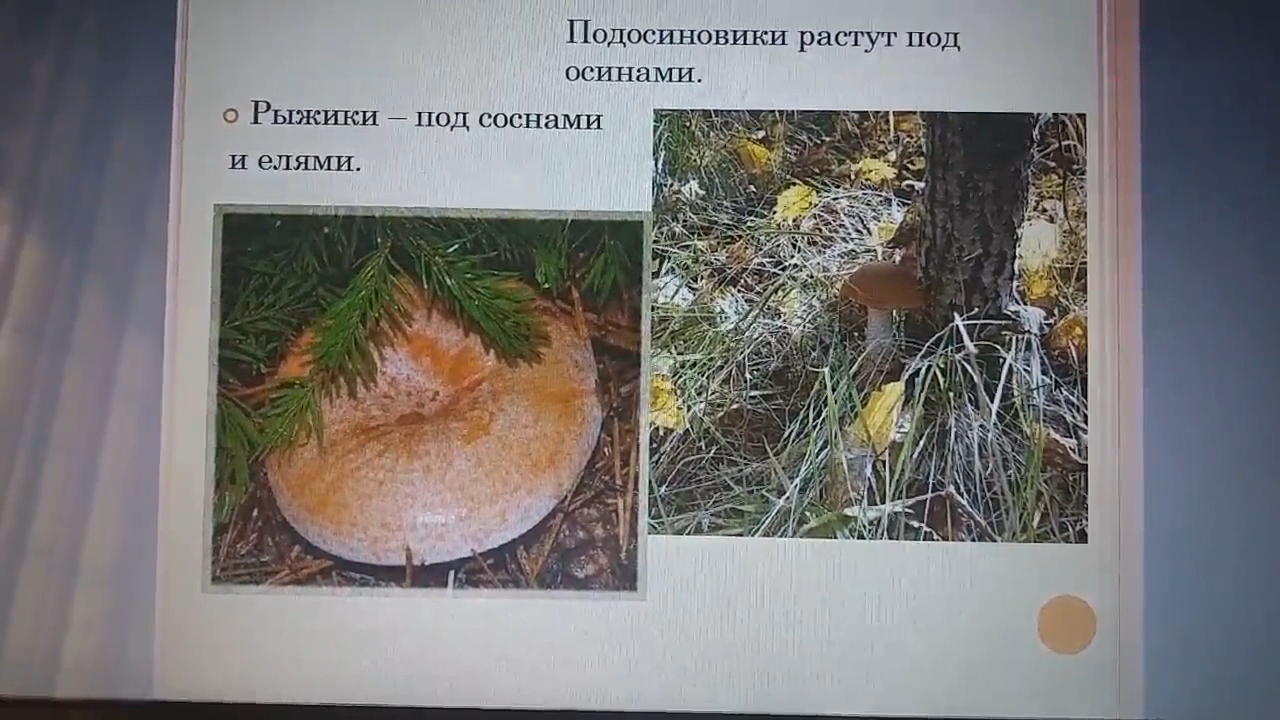 Подосиновики растут под
осинами.
Рыжики – под соснами
и елями.